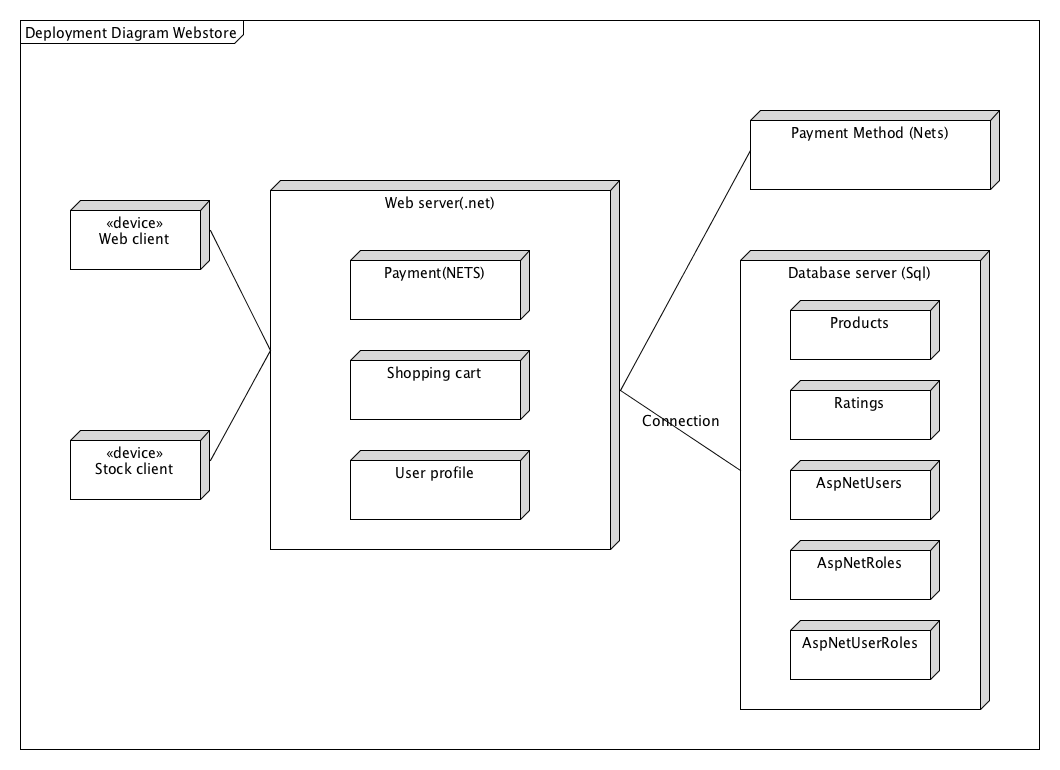 Deployment Diagram Webstore
«device»
Web client
«device»
Stock client
Web server(.net)
Payment(NETS)
Shopping cart
User profile
Connection
Payment Method (Nets)
Database server (Sql)
Products
Ratings
AspNetUsers
AspNetRoles
AspNetUserRoles